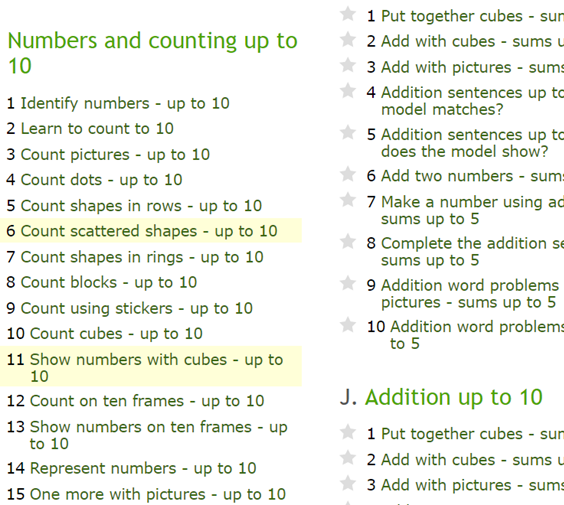 Numbers and counting up to
10
1 Identify numbers - up to 10
2 Learn to count to 10
3 Count pictures - up to 10
4 Count dots - up to 10
5 Count shapes in rows - up to 10
6 Count scattered shapes - up to 10
7 Count shapes in rings - up to 10
8 Count blocks - up to 10
9 Count using stickers - up to 10
10 Count cubes - up to 10
11 Show numbers with cubes - up to
10
12 Count on ten frames - up to 10
13 Show numbers on ten frames - up
to 10
14 Represent numbers - up to 10
15 One more with pictures - up to 10
1 Put together cubes -
2 Add with cubes - sums
3 Add with pictures - sums
4 Addition sentences up to
model matches?
5 Addition sentences up to
does the model show?
6 Add two numbers - sums
7 Make a number using
sums up to 5
8 Complete the addition
sums up to 5
9 Addition word problems
pictures - sums up to 5
10 Addition word problems
to 5
J. Addition up to 10
1 Put together cubes -
2 Add with cubes - sums
3 Add with pictures - sums